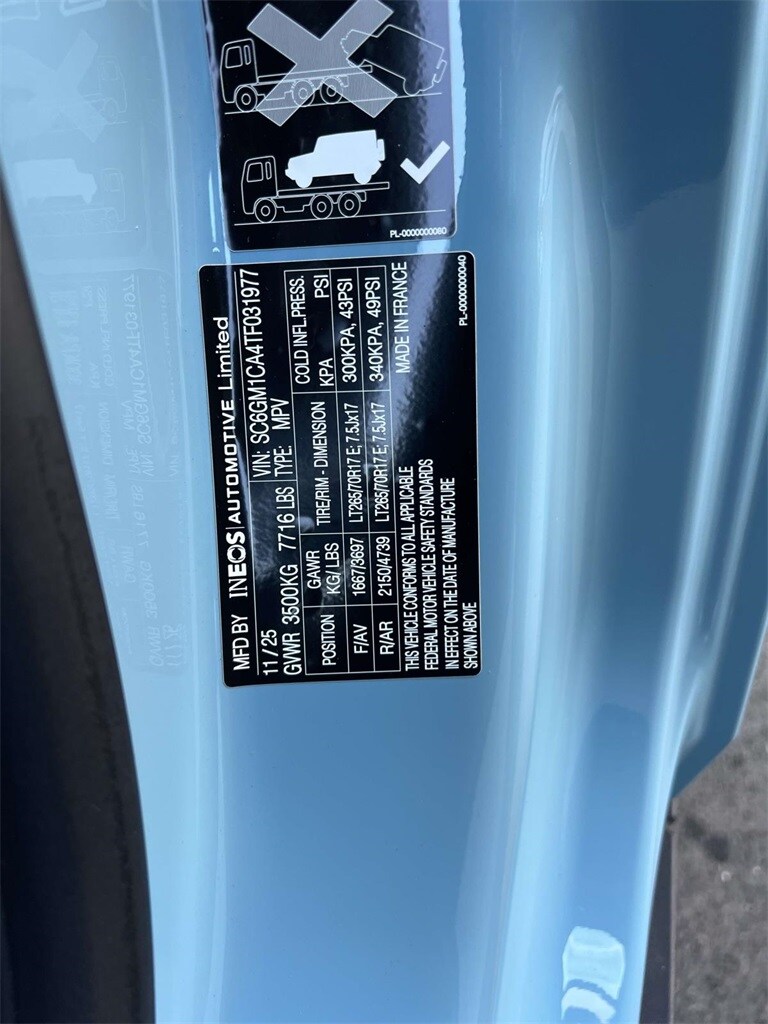 PL-0000000080
MFD BY INEOS|AUTOMOTIVE Limited
11 / 25 VIN: SC6GM1CA4TF031977
GVWR 3500KG 7716 LBS TYPE: MPV
POSITION GAWR KG/LBS TIRE/RIM - DIMENSION COLD INFL.PRESS. KPA PSI
F/AV 1667/3697 LT265/70R17 E; 7.5Jx17 300KPA, 43PSI
R/AR 2150/4739 LT265/70R17 E; 7.5Jx17 340KPA, 49PSI
THIS VEHICLE CONFORMS TO ALL APPLICABLE MADE IN FRANCE
FEDERAL MOTOR VEHICLE SAFETY STANDARDS
IN EFFECT ON THE DATE OF MANUFACTURE
SHOWN ABOVE
PL-0000000040